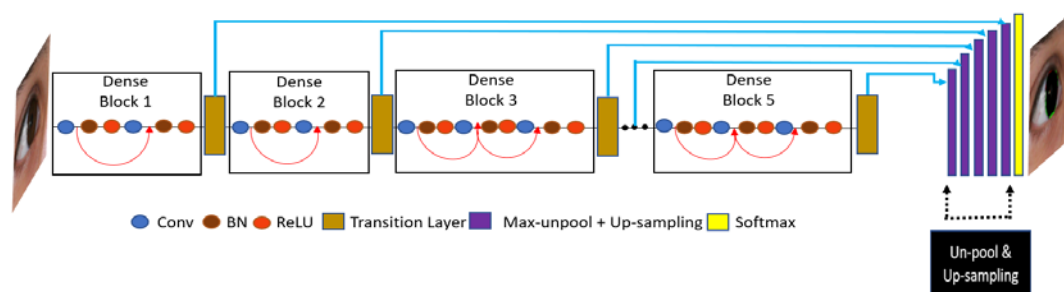 Dense
Block 1
Dense
Block 2
Dense
Block 3
Dense
Block 5
Conv
BN
ReLU
Transition Layer
Max-unpool + Up-sampling
Softmax
Un-pool &
Up-sampling